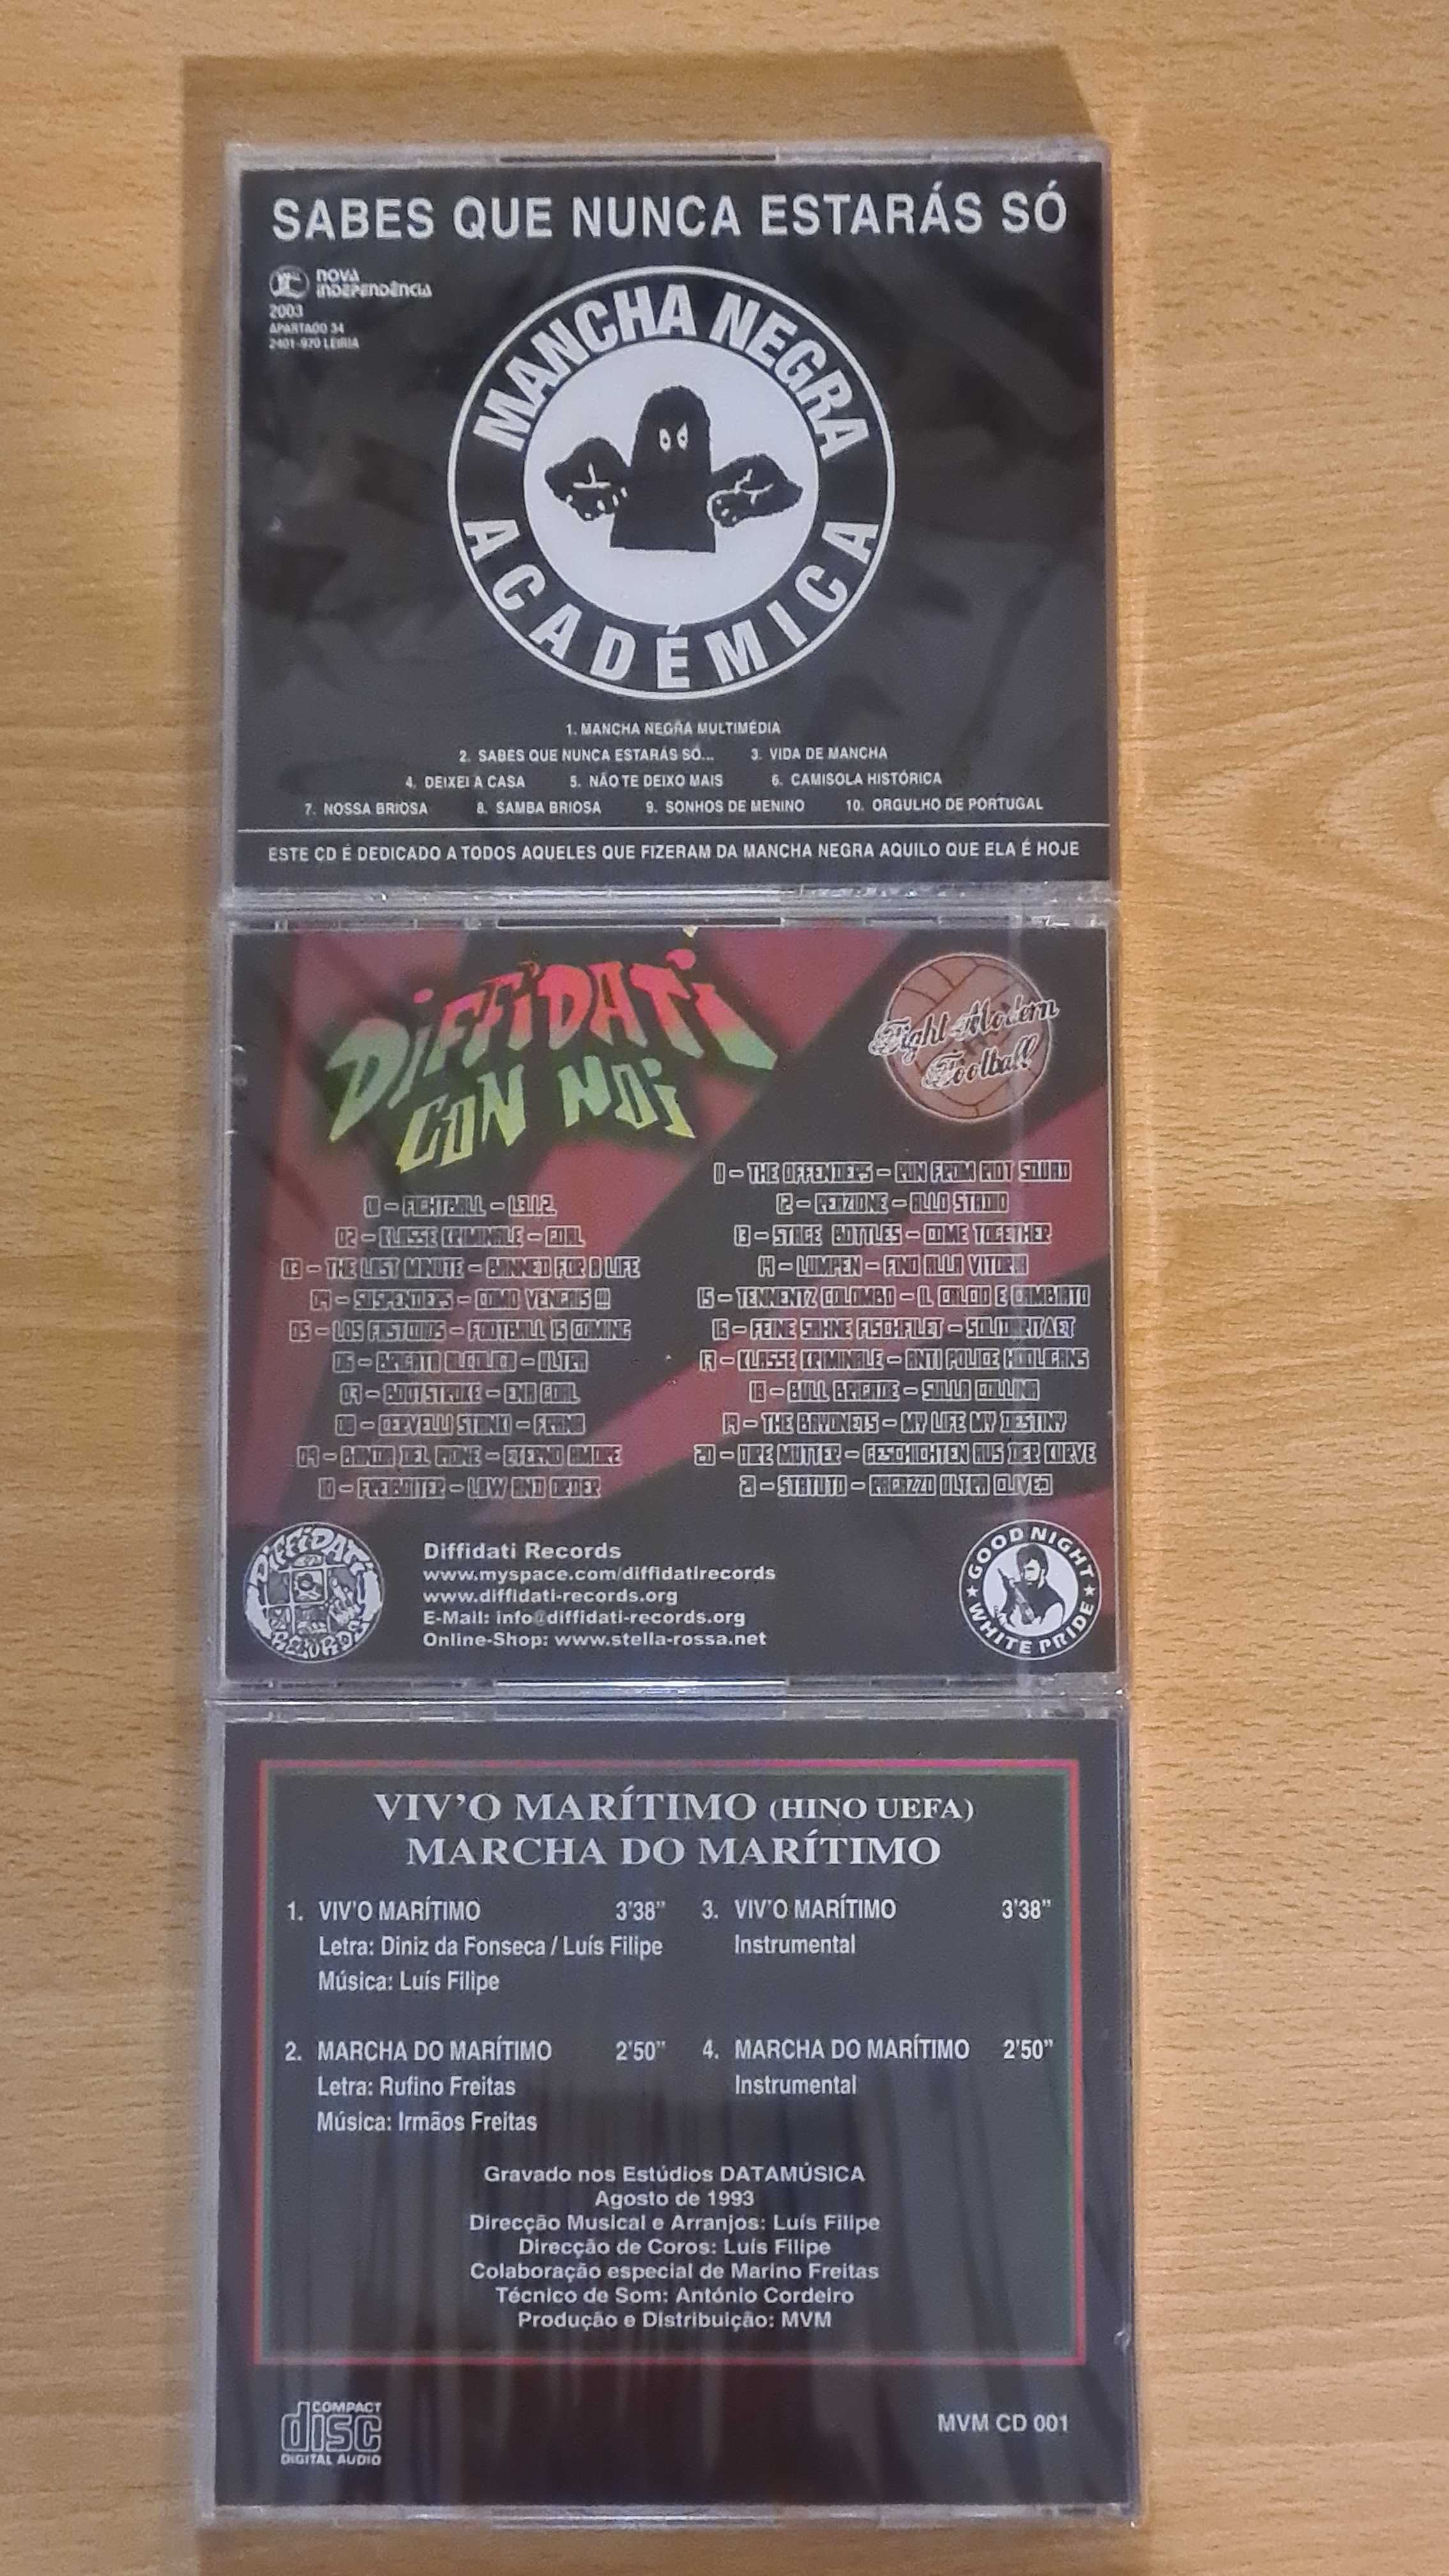 SABES QUE NUNCA ESTARÁS SÓ
NOVA
INDEPENDÊNCIA
2003
APARTADO 34
2401-970 LEIRIA
MANCHA NEGRA
ACADÉMICA
1. MANCHA NEGRA MULTIMÉDIA
2. SABES QUE NUNCA ESTARÁS SÓ... 3. VIDA DE MANCHA
4. DEIXEI A CASA 5. NÃO TE DEIXO MAIS 6. CAMISOLA HISTÓRICA
7. NOSSA BRIOSA 8. SAMBA BRIOSA 9. SONHOS DE MENINO 10. ORGULHO DE PORTUGAL
ESTE CD É DEDICADO A TODOS AQUELES QUE FIZERAM DA MANCHA NEGRA AQUILO QUE ELA É HOJE
DIFFIDATI
CON NOI
Fight Modern
Football
01 - FIGHTBALL - 1.3.1.2.
02 - KLASSE KRIMINALE - GOAL
03 - THE LAST MINUTE - BANNED FOR A LIFE
04 - SUSPENDERS - COMO VENGAIS !!!
05 - LOS FASTIDIOS - FOOTBALL IS COMING
06 - BRIGATA ALCOLICA - ULTRA
07 - BOOTSTROKE - ENA GOAL
08 - CERVELLI STANKI - FRANA
09 - BANDA DEL RIONE - ETERNO AMORE
10 - FREIBOITER - LAW AND ORDER
11 - THE OFFENDERS - RUN FROM RIOT SQUAD
12 - REAZIONE - ALLO STADIO
13 - STAGE BOTTLES - COME TOGETHER
14 - LUMPEN - FINO ALLA VITORIA
15 - TENNENTZ COLOMBO - IL CALCIO E CAMBIATO
16 - FEINE SAHNE FISCHFILET - SOLIDARITAET
17 - KLASSE KRIMINALE - ANTI POLICE HOOLIGANS
18 - BULL BRIGADE - SULLA COLLINA
19 - THE BAYONETS - MY LIFE MY DESTINY
20 - DIRE MUTTER - GESCHICHTEN AUS DER KURVE
21 - STATUTO - RAGAZZO ULTRA (LIVE)
DIFFIDATI
RECORDS
Diffidati Records
www.myspace.com/diffidatirecords
www.diffidati-records.org
E-Mail: info@diffidati-records.org
Online-Shop: www.stella-rossa.net
GOOD NIGHT
WHITE PRIDE
VIV'O MARÍTIMO (HINO UEFA)
MARCHA DO MARÍTIMO
1. VIV'O MARÍTIMO 3'38"
Letra: Diniz da Fonseca / Luís Filipe
Música: Luís Filipe
2. MARCHA DO MARÍTIMO 2'50"
Letra: Rufino Freitas
Música: Irmãos Freitas
3. VIV'O MARÍTIMO 3'38"
Instrumental
4. MARCHA DO MARÍTIMO 2'50"
Instrumental
Gravado nos Estúdios DATAMÚSICA
Agosto de 1993
Direcção Musical e Arranjos: Luís Filipe
Direcção de Coros: Luís Filipe
Colaboração especial de Marino Freitas
Técnico de Som: António Cordeiro
Produção e Distribuição: MVM
COMPACT
disc
DIGITAL AUDIO
MVM CD 001